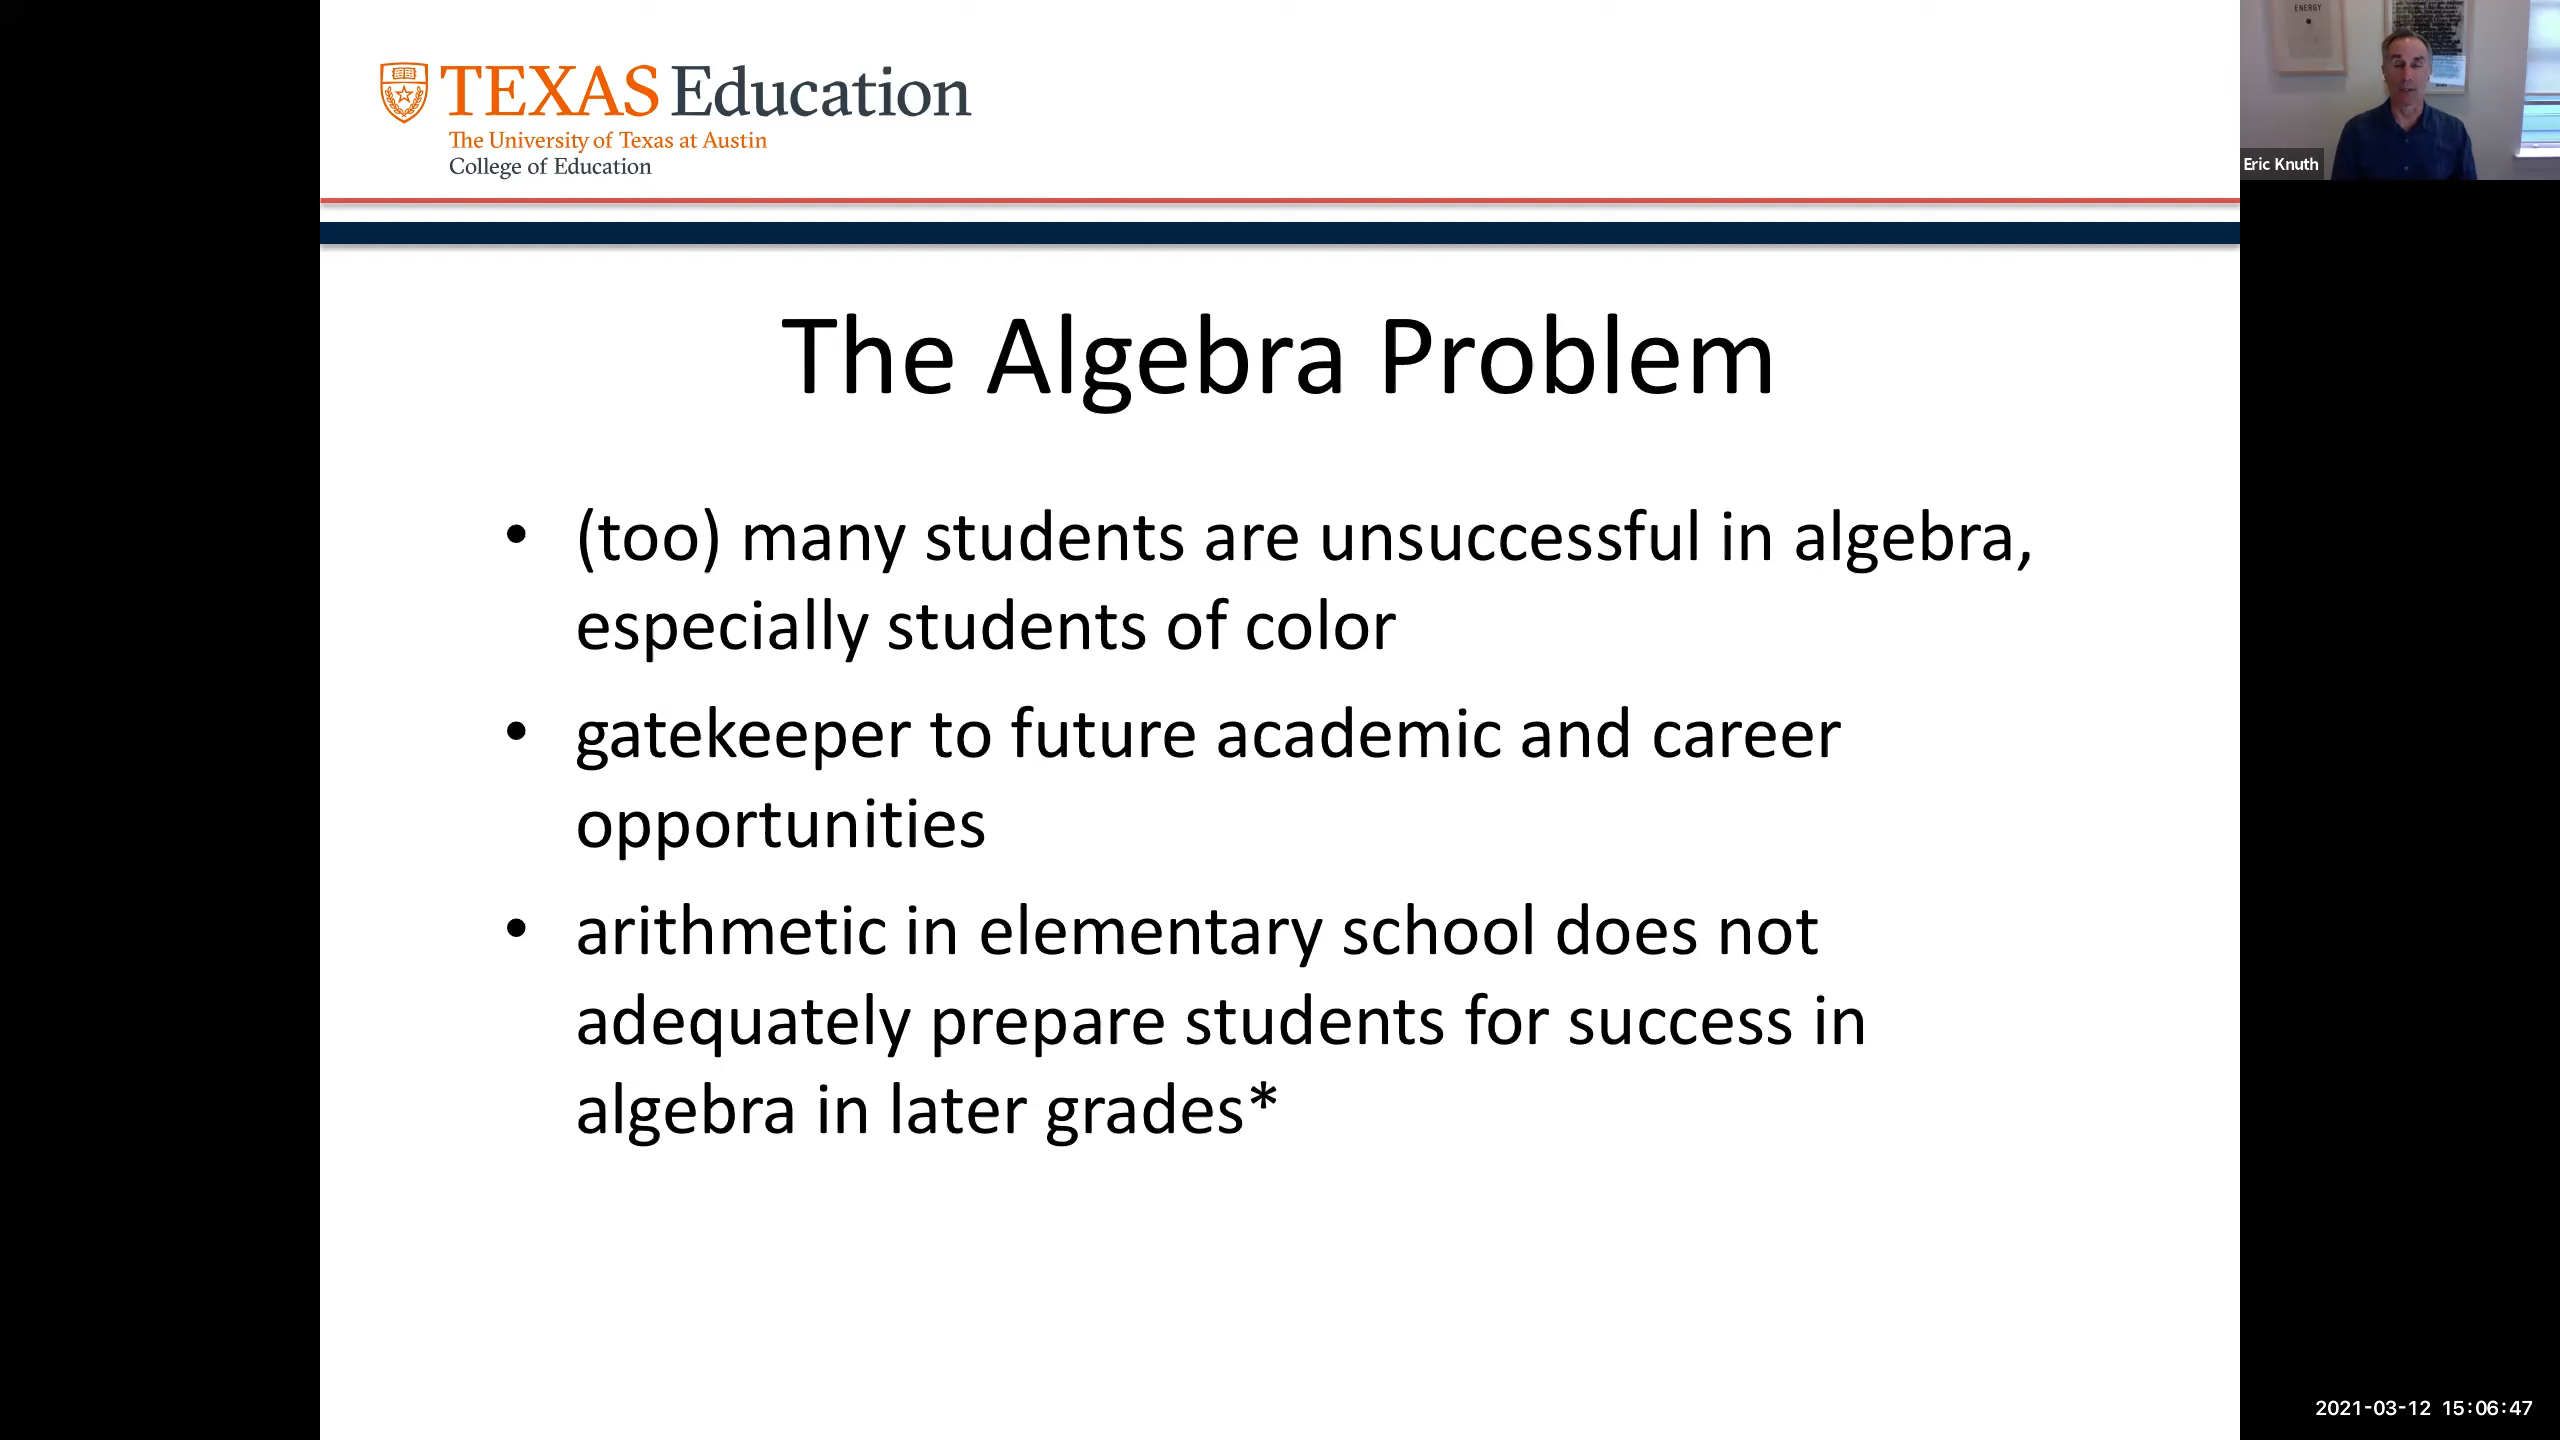 TEXAS Education
The University of Texas at Austin
College of Education
The Algebra Problem
• (too) many students are unsuccessful in algebra,
especially students of color
• gatekeeper to future academic and career
opportunities
• arithmetic in elementary school does not
adequately prepare students for success in
algebra in later grades*
ENERGY
Eric Knuth
2021-03-12 15:06:47